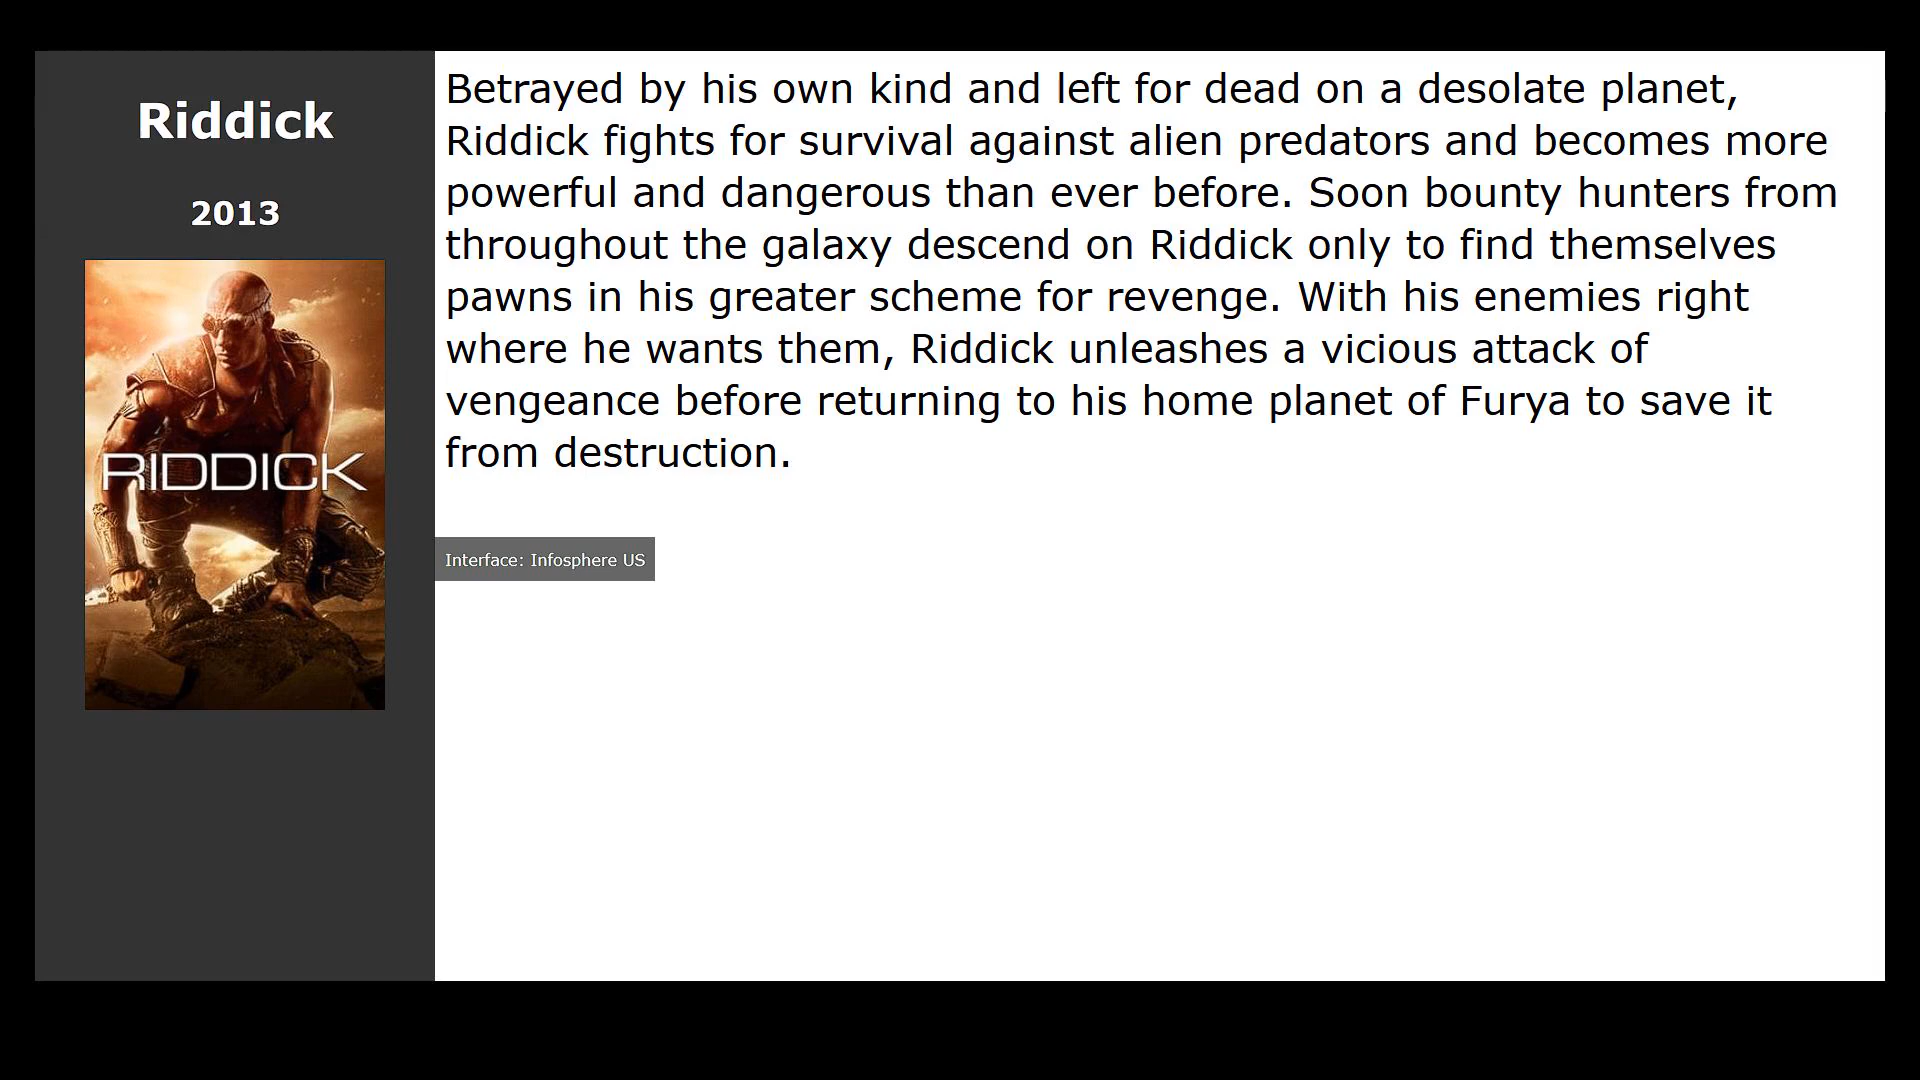 Riddick
2013
RIDDICK
Betrayed by his own kind and left for dead on a desolate planet,
Riddick fights for survival against alien predators and becomes more
powerful and dangerous than ever before. Soon bounty hunters from
throughout the galaxy descend on Riddick only to find themselves
pawns in his greater scheme for revenge. With his enemies right
where he wants them, Riddick unleashes a vicious attack of
vengeance before returning to his home planet of Furya to save it
from destruction.
Interface: Infosphere US